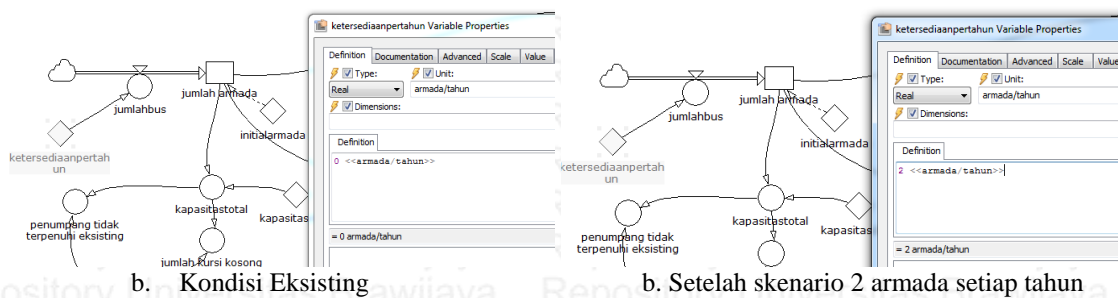 ketersediaanpertahun Variable Properties
Definition Documentation Advanced Scale Value
Type: Unit:
Real armada/tahun
Dimensions:
Definition
0 <<armada/tahun>>
= 0 armada/tahun
jumlah armada
jumlahbus
initialarmada
ketersediaanpertah
un
kapasitastotal
kapasitas
penumpang tidak
terpenuhi eksisting
jumlah kursi kosong
b. Kondisi Eksisting
ketersediaanpertahun Variable Properties
Definition Documentation Advanced Scale Value
Type: Unit:
Real armada/tahun
Dimensions:
Definition
2 <<armada/tahun>>
= 2 armada/tahun
jumlah armada
jumlahbus
initialarmada
ketersediaanpertah
un
kapasitastotal
kapasitas
penumpang tidak
terpenuhi eksisting
b. Setelah skenario 2 armada setiap tahun